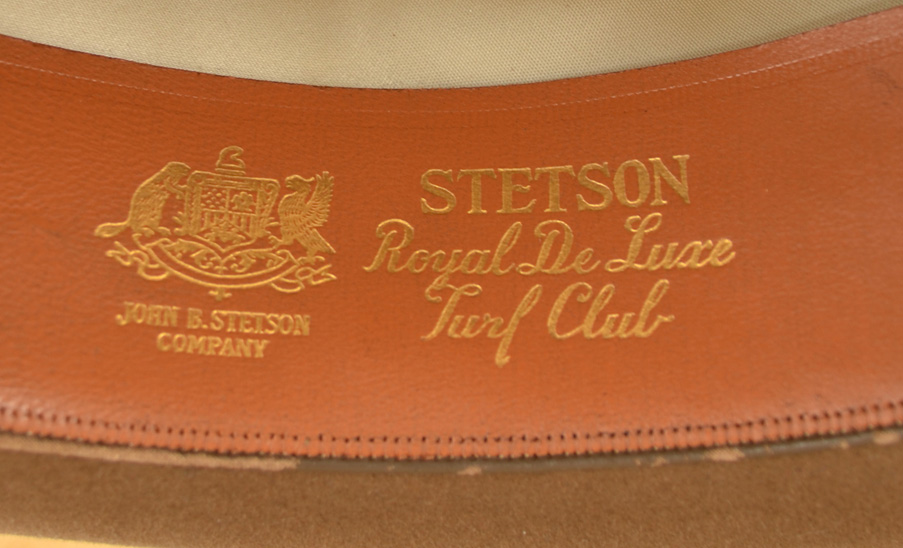 JOHN B. STETSON
COMPANY
STETSON
Royal De Luxe
Turf Club